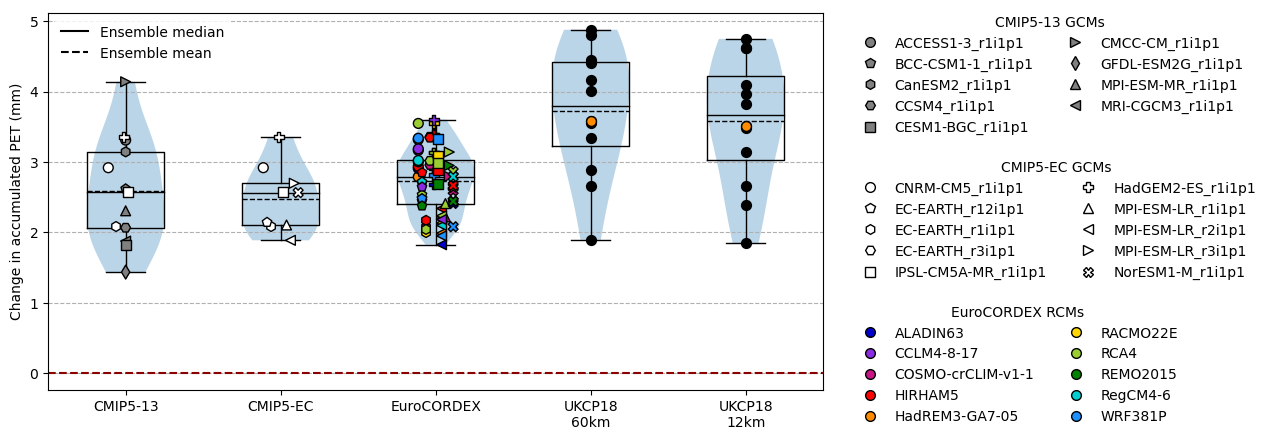 Change in accumulated PET (mm)
5
4
3
2
1
0
Ensemble median
Ensemble mean
CMIP5-13
CMIP5-EC
EuroCORDEX
UKCP18
60km
UKCP18
12km
CMIP5-13 GCMs
ACCESS1-3_r1i1p1
BCC-CSM1-1_r1i1p1
CanESM2_r1i1p1
CCSM4_r1i1p1
CESM1-BGC_r1i1p1
CMCC-CM_r1i1p1
GFDL-ESM2G_r1i1p1
MPI-ESM-MR_r1i1p1
MRI-CGCM3_r1i1p1
CMIP5-EC GCMs
CNRM-CM5_r1i1p1
EC-EARTH_r12i1p1
EC-EARTH_r1i1p1
EC-EARTH_r3i1p1
IPSL-CM5A-MR_r1i1p1
HadGEM2-ES_r1i1p1
MPI-ESM-LR_r1i1p1
MPI-ESM-LR_r2i1p1
MPI-ESM-LR_r3i1p1
NorESM1-M_r1i1p1
EuroCORDEX RCMs
ALADIN63
CCLM4-8-17
COSMO-crCLIM-v1-1
HIRHAM5
HadREM3-GA7-05
RACMO22E
RCA4
REMO2015
RegCM4-6
WRF381P